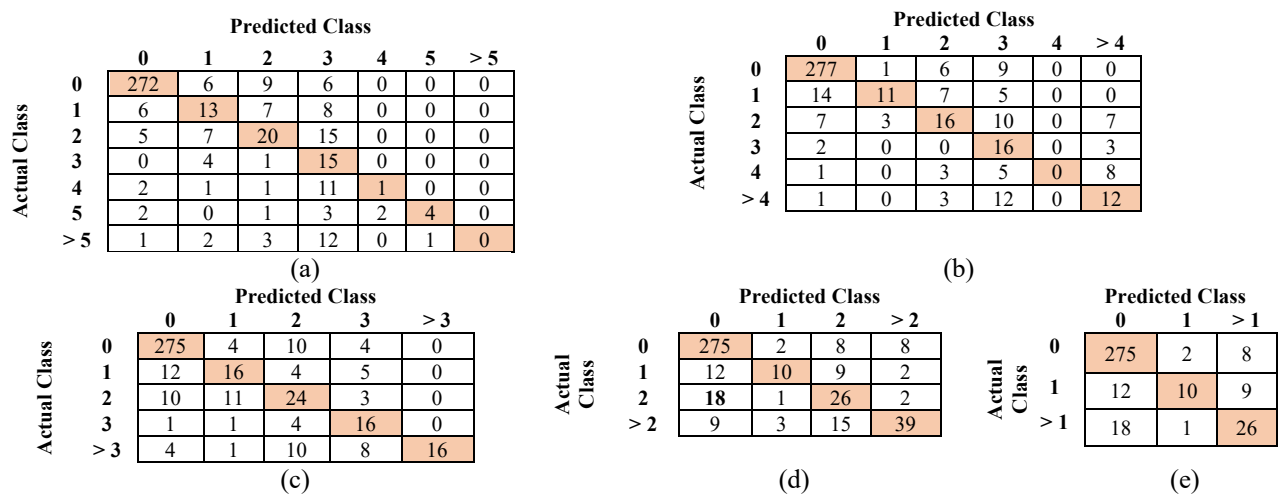 Predicted Class
0 1 2 3 4 5 > 5
Actual Class
0 272 6 9 6 0 0 0
1 6 13 7 8 0 0 0
2 5 7 20 15 0 0 0
3 0 4 1 15 0 0 0
4 2 1 1 11 1 0 0
5 2 0 1 3 2 4 0
> 5 1 2 3 12 0 1 0
(a)
Predicted Class
0 1 2 3 4 > 4
Actual Class
0 277 1 6 9 0 0
1 14 11 7 5 0 0
2 7 3 16 10 0 7
3 2 0 0 16 0 3
4 1 0 3 5 0 8
> 4 1 0 3 12 0 12
(b)
Predicted Class
0 1 2 3 > 3
Actual Class
0 275 4 10 4 0
1 12 16 4 5 0
2 10 11 24 3 0
3 1 1 4 16 0
> 3 4 1 10 8 16
(c)
Predicted Class
0 1 2 > 2
Actual
Class
0 275 2 8 8
1 12 10 9 2
2 18 1 26 2
> 2 9 3 15 39
(d)
Predicted Class
0 1 > 1
Actual
Class
0 275 2 8
1 12 10 9
> 1 18 1 26
(e)